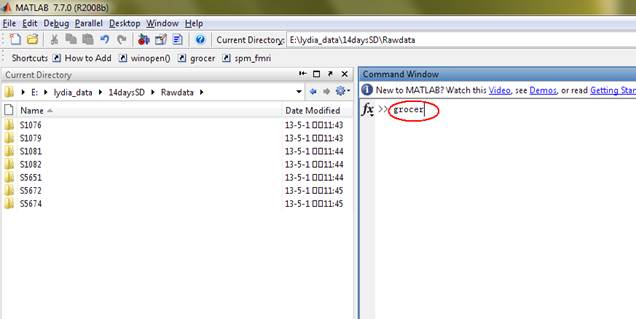 MATLAB 7.7.0 (R2008b)
File Edit Debug Parallel Desktop Window Help
Current Directory: E:\lydia_data\14daysSD\Rawdata
Shortcuts How to Add winopen() grocer spm_fmri
Current Directory
Command Window
E: lydia_data 14daysSD Rawdata
New to MATLAB? Watch this Video, see Demos, or read Getting Star
Name Date Modified
fx >> grocer
S1076 13-5-1 □□11:43
S1079 13-5-1 □□11:43
S1081 13-5-1 □□11:44
S1082 13-5-1 □□11:44
S5651 13-5-1 □□11:44
S5672 13-5-1 □□11:45
S5674 13-5-1 □□11:45